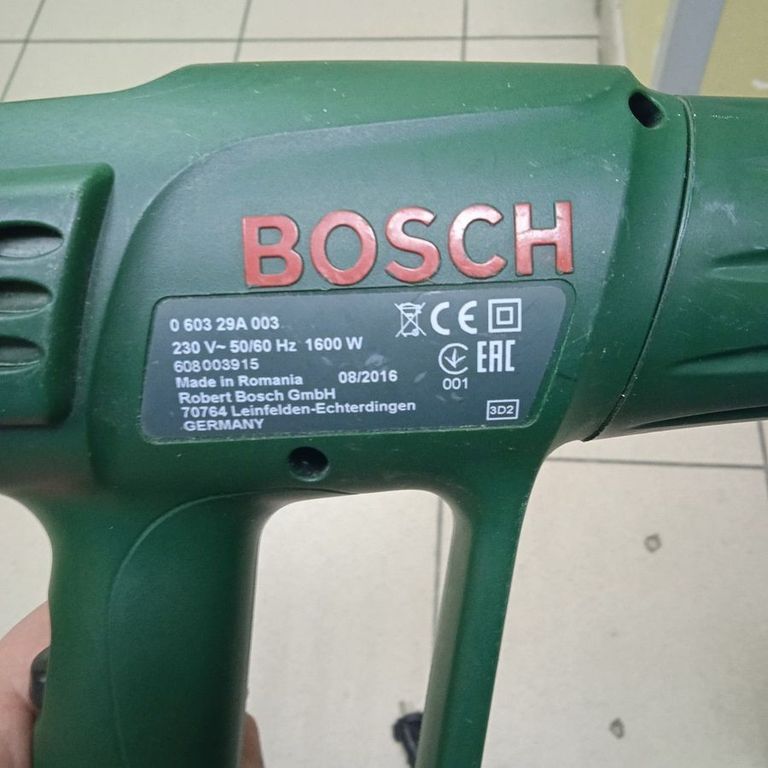 BOSCH
0 603 29A 003
230 V~ 50/60 Hz 1600 W
608003915
Made in Romania 08/2016
Robert Bosch GmbH
70764 Leinfelden-Echterdingen
GERMANY
CE
EAC
001
3D2